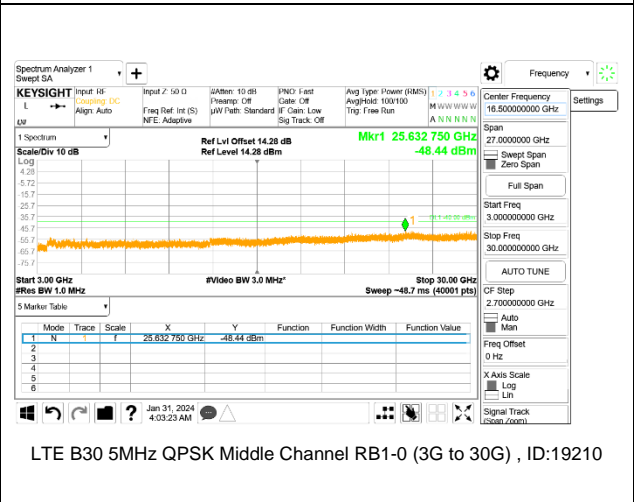 Spectrum Analyzer 1
Swept SA
+
Frequency
KEYSIGHT
L
Input: RF
Coupling: DC
Align: Auto
Input Z: 50 Ω
Freq Ref: Int (S)
NFE: Adaptive
#Atten: 10 dB
Preamp: Off
µW Path: Standard
PNO: Fast
Gate: Off
IF Gain: Low
Sig Track: Off
Avg Type: Power (RMS)
Avg|Hold: 100/100
Trig: Free Run
1 2 3 4 5 6
M W W W W W
A N N N N N
Center Frequency
16.500000000 GHz
Settings
Span
27.0000000 GHz
Swept Span
Zero Span
Full Span
Start Freq
3.000000000 GHz
Stop Freq
30.000000000 GHz
AUTO TUNE
CF Step
2.700000000 GHz
Auto
Man
Freq Offset
0 Hz
X Axis Scale
Log
Lin
Signal Track
(Span Zoom)
1 Spectrum
Scale/Div 10 dB
Log
Ref Lvl Offset 14.28 dB
Ref Level 14.28 dBm
Mkr1 25.632 750 GHz
-48.44 dBm
4.28
-5.72
-15.7
-25.7
-35.7
-45.7
-55.7
-65.7
-75.7
1
Start 3.00 GHz
#Res BW 1.0 MHz
#Video BW 3.0 MHz*
Stop 30.00 GHz
Sweep ~48.7 ms (40001 pts)
5 Marker Table
Mode Trace Scale X Y Function Function Width Function Value
1 N 1 f 25.632 750 GHz -48.44 dBm
2
3
4
5
6
?
Jan 31, 2024
4:03:23 AM
LTE B30 5MHz QPSK Middle Channel RB1-0 (3G to 30G) , ID:19210